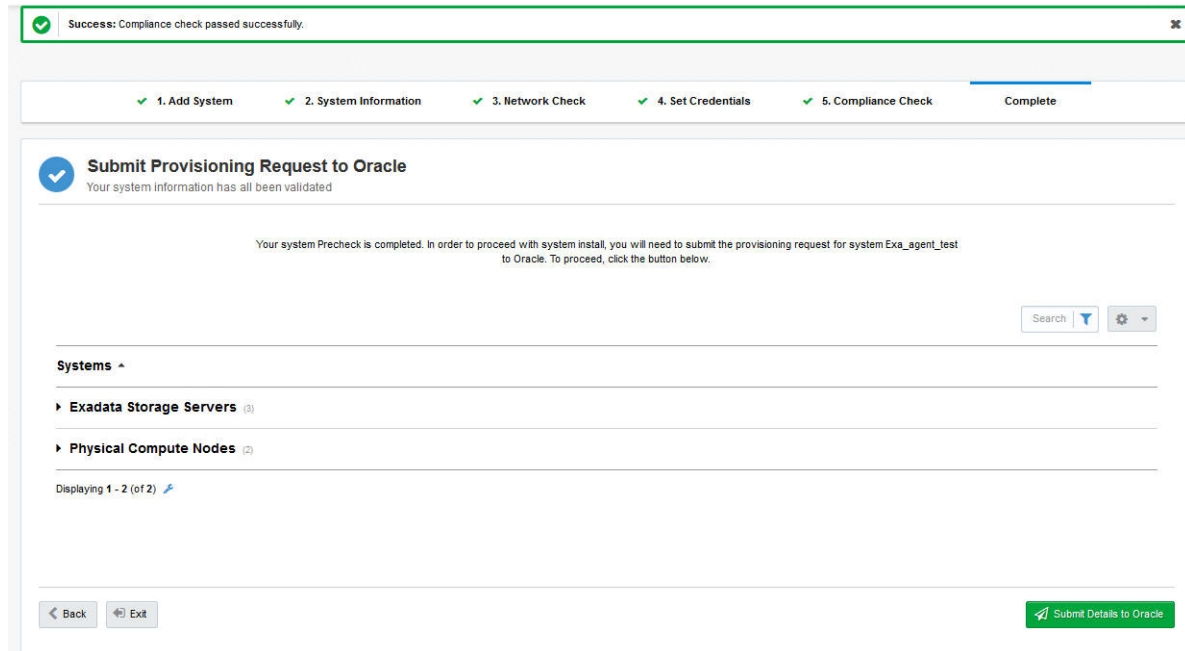 Success: Compliance check passed successfully.
1. Add System
2. System Information
3. Network Check
4. Set Credentials
5. Compliance Check
Complete
Submit Provisioning Request to Oracle
Your system information has all been validated
Your system Precheck is completed. In order to proceed with system install, you will need to submit the provisioning request for system Exa_agent_test
to Oracle. To proceed, click the button below.
Search
Systems
Exadata Storage Servers (3)
Physical Compute Nodes (2)
Displaying 1 - 2 (of 2)
Back
Exit
Submit Details to Oracle